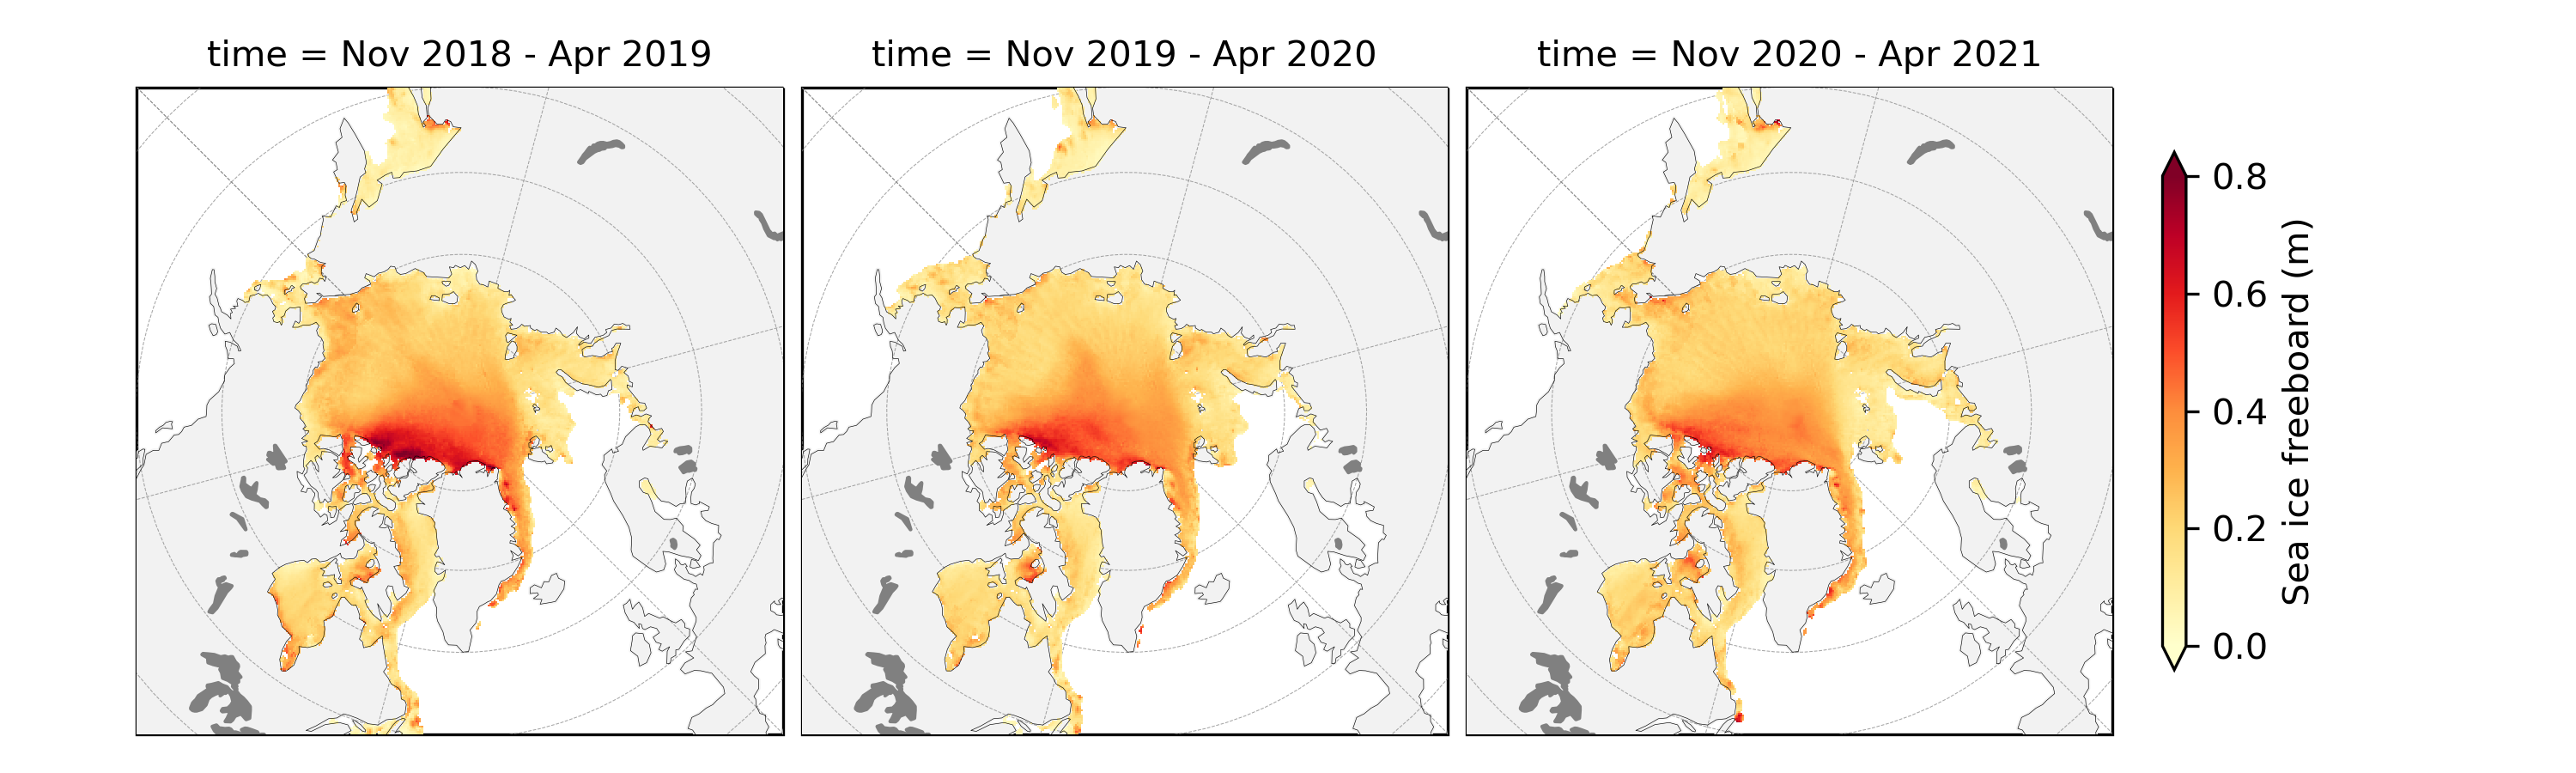 time = Nov 2018 - Apr 2019
time = Nov 2019 - Apr 2020
time = Nov 2020 - Apr 2021
0.8
0.6
0.4
0.2
0.0
Sea ice freeboard (m)